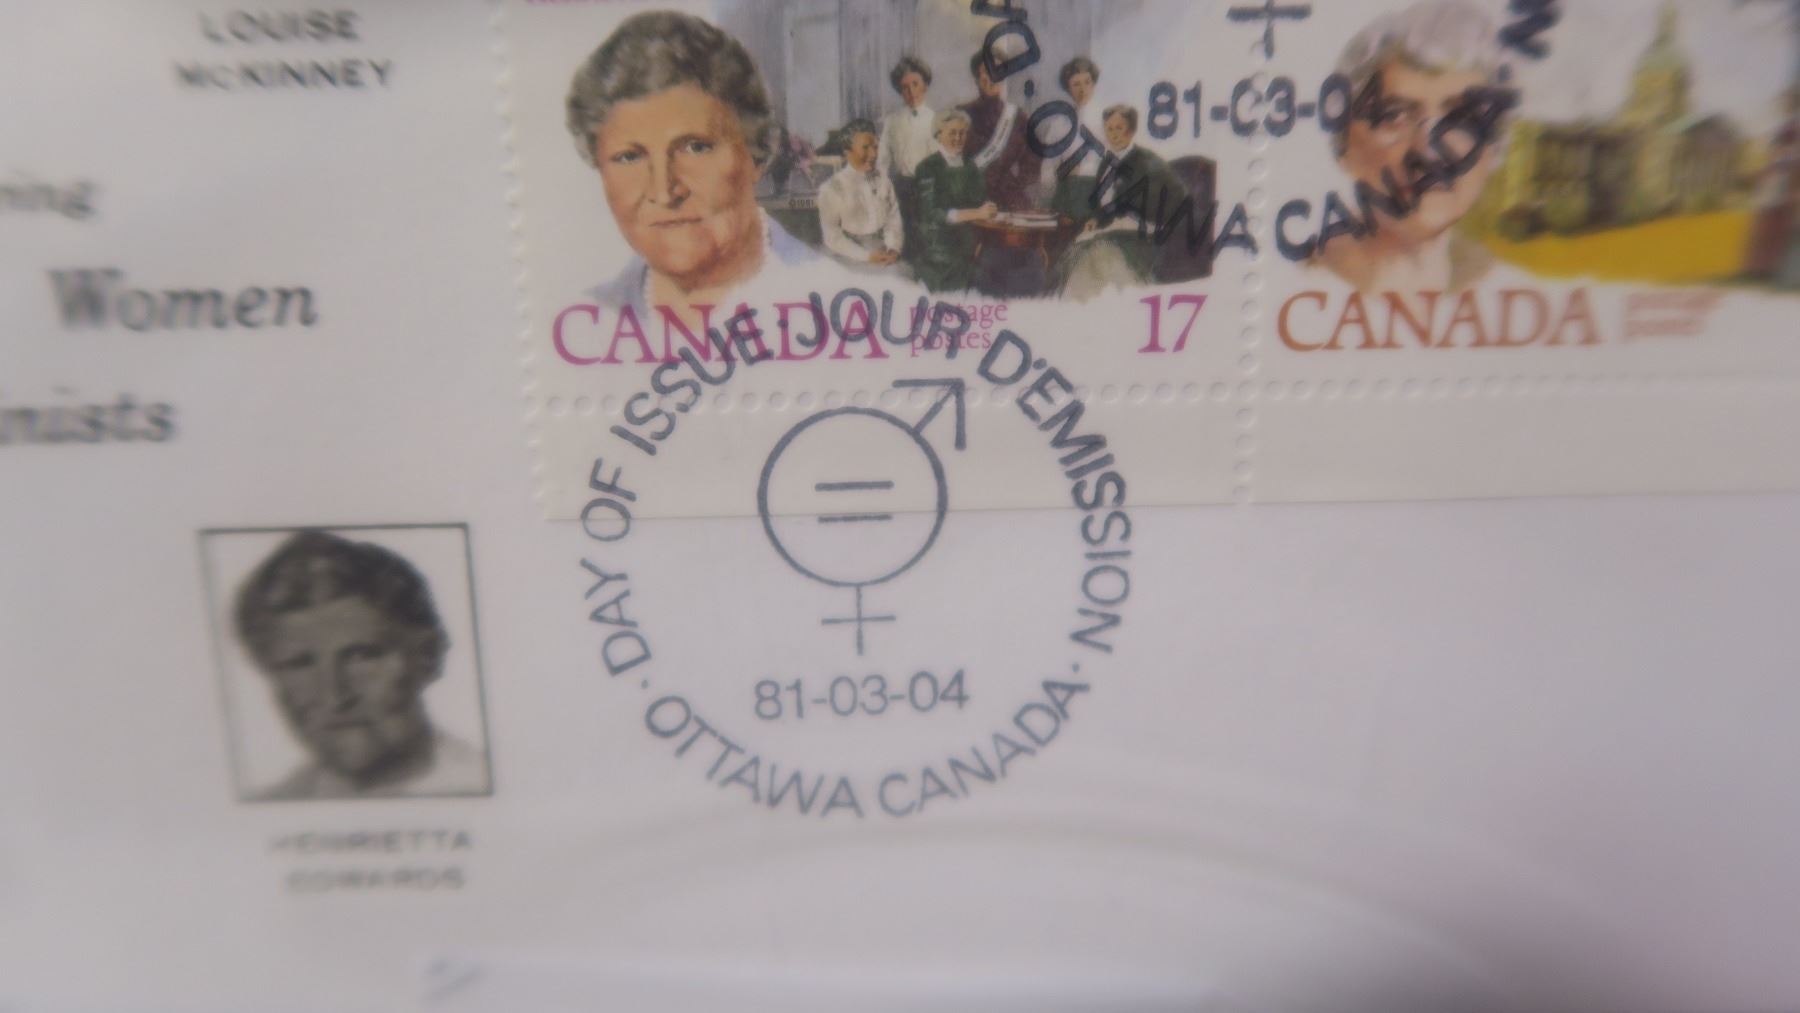 LOUISE
McKINNEY
Women
HENRIETTA
EDWARDS
CANADA postage
postes
17
CANADA
81-03-0
OTTAWA CANADA
DAY OF ISSUE · JOUR D'EMISSION · OTTAWA CANADA ·
=
81-03-04